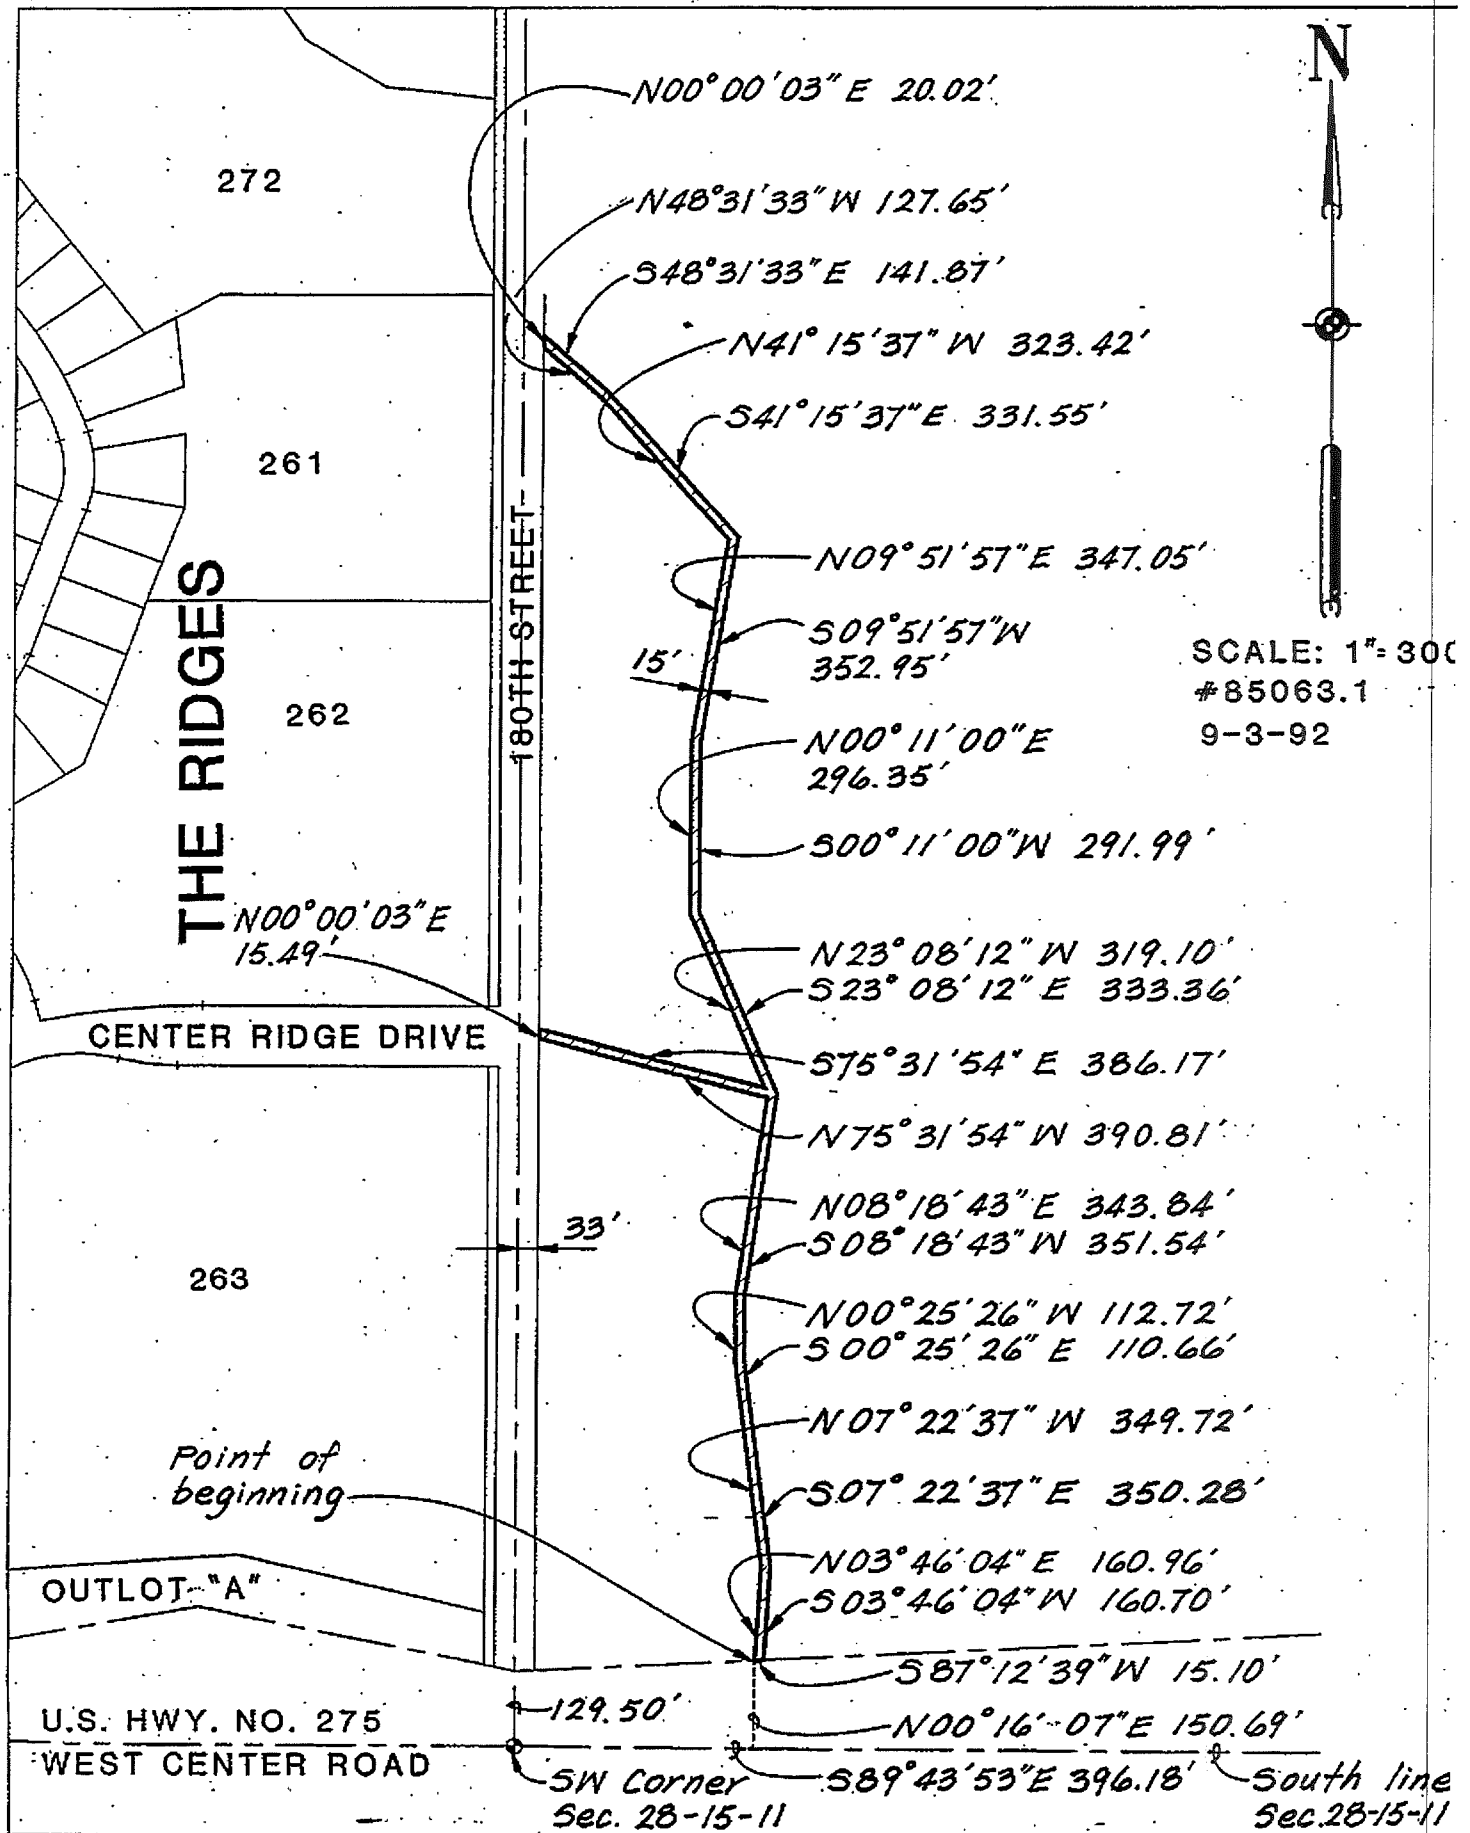 N
N00°00'03"E 20.02'
272
N48°31'33"W 127.65'
S48°31'33"E 141.87'
N41°15'37"W 323.42'
S41°15'37"E 331.55'
261
180TH STREET
THE RIDGES
N09°51'57"E 347.05'
S09°51'57"W
352.95'
15'
SCALE: 1"=300
#85063.1
9-3-92
262
N00°11'00"E
296.35'
S00°11'00"W 291.99'
N00°00'03"E
15.49'
N23°08'12"W 319.10'
S23°08'12"E 333.36'
CENTER RIDGE DRIVE
S75°31'54"E 386.17'
N75°31'54"W 390.81'
N08°18'43"E 343.84'
33'
S08°18'43"W 351.54'
263
N00°25'26"W 112.72'
S00°25'26"E 110.66'
N07°22'37"W 349.72'
Point of
beginning
S07°22'37"E 350.28'
N03°46'04"E 160.96'
OUTLOT "A"
S03°46'04"W 160.70'
S87°12'39"W 15.10'
129.50'
U.S. HWY. NO. 275
N00°16'07"E 150.69'
WEST CENTER ROAD
SW Corner
Sec. 28-15-11
S89°43'53"E 396.18'
South line
Sec. 28-15-11